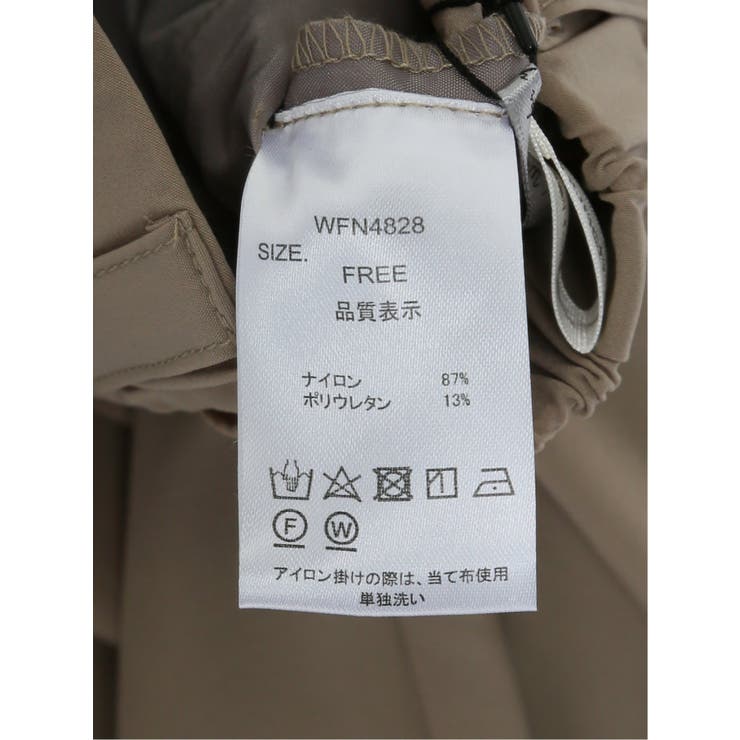 WFN4828
SIZE.
FREE
品質表示
ナイロン 87%
ポリウレタン 13%
F W
アイロン掛けの際は、当て布使用
単独洗い